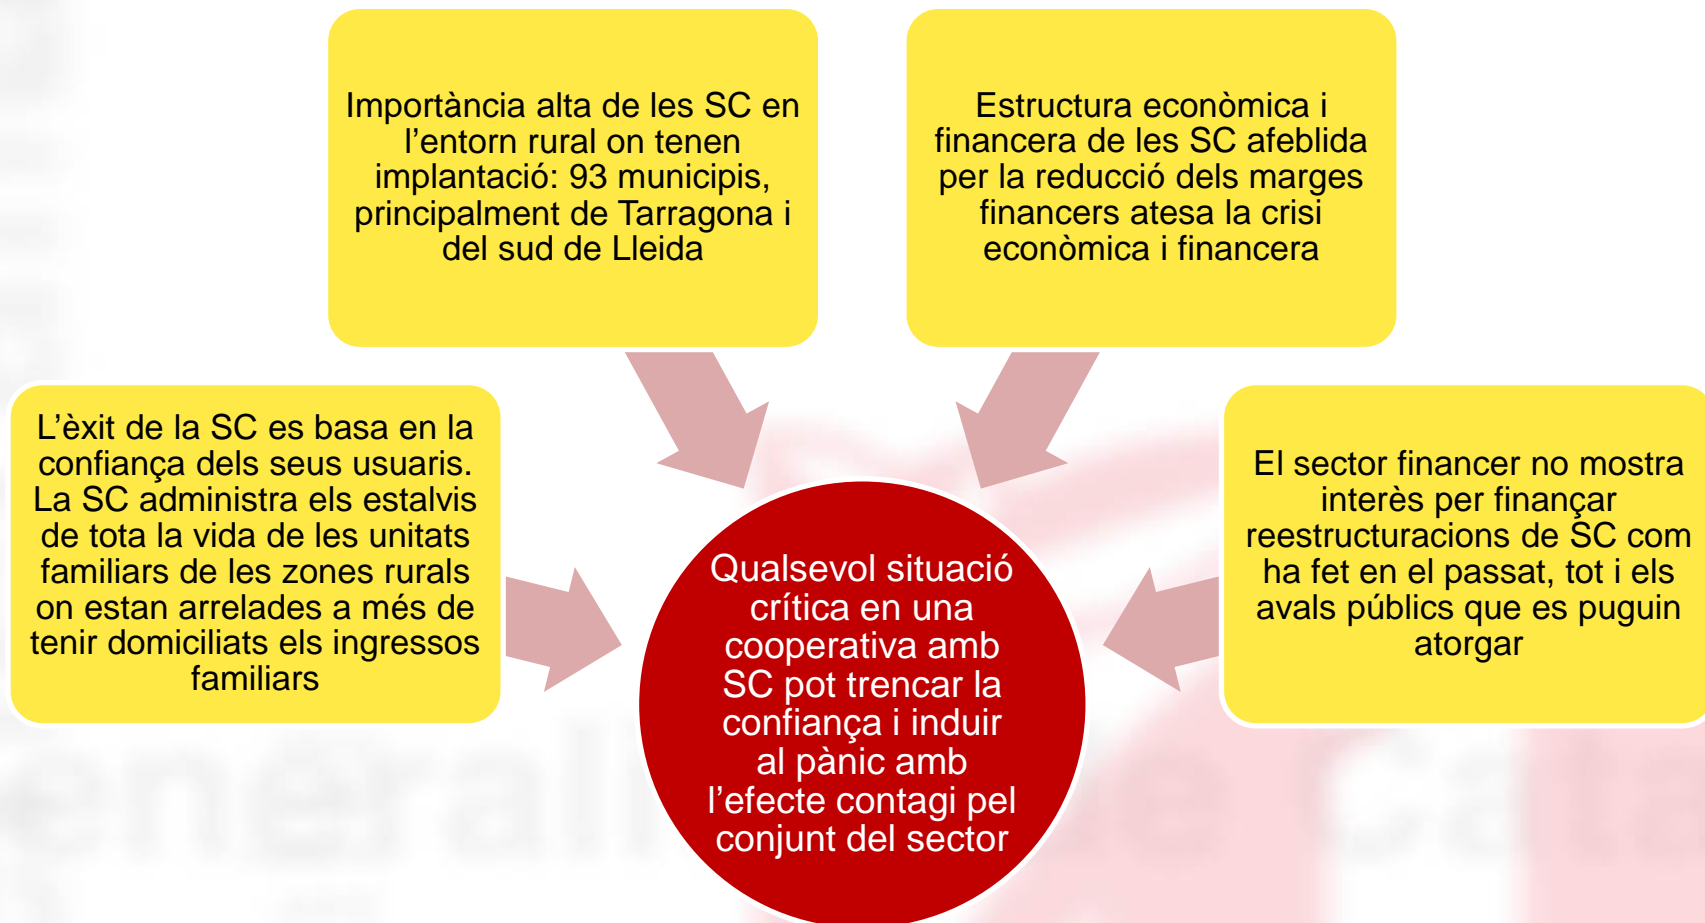 Importància alta de les SC en
l’entorn rural on tenen
implantació: 93 municipis,
principalment de Tarragona i
del sud de Lleida
Estructura econòmica i
financera de les SC afeblida
per la reducció dels marges
financers atesa la crisi
econòmica i financera
L’èxit de la SC es basa en la
confiança dels seus usuaris.
La SC administra els estalvis
de tota la vida de les unitats
familiars de les zones rurals
on estan arrelades a més de
tenir domiciliats els ingressos
familiars
El sector financer no mostra
interès per finançar
reestructuracions de SC com
ha fet en el passat, tot i els
avals públics que es puguin
atorgar
Qualsevol situació
crítica en una
cooperativa amb
SC pot trencar la
confiança i induir
al pànic amb
l’efecte contagi pel
conjunt del sector